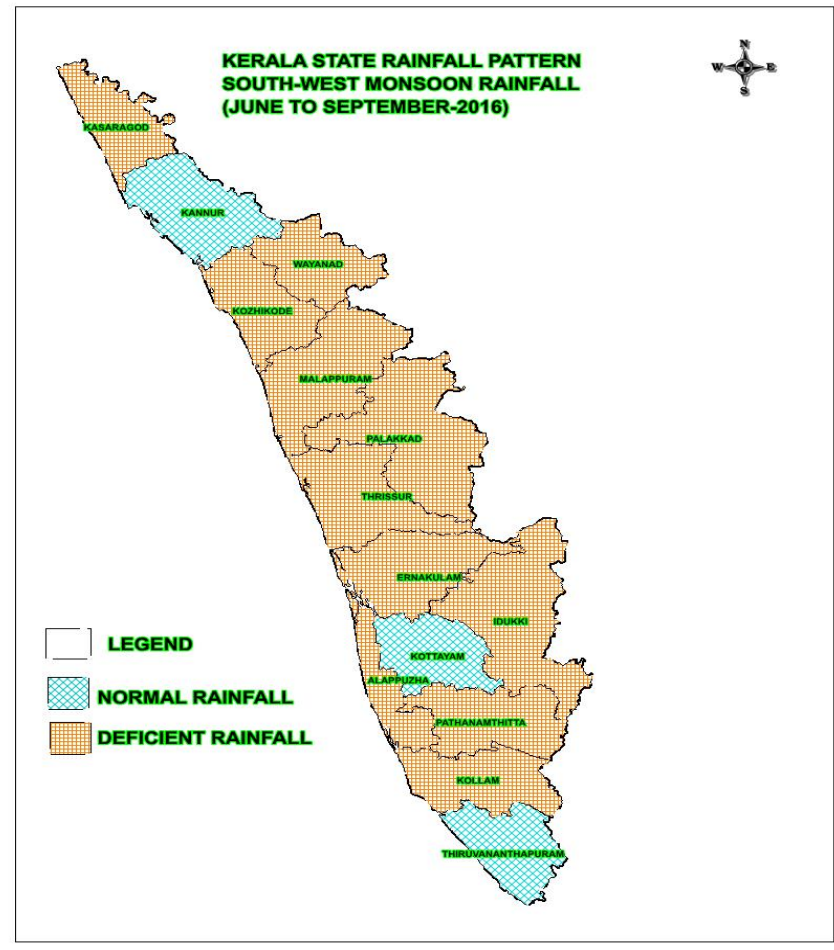 KERALA STATE RAINFALL PATTERN
SOUTH-WEST MONSOON RAINFALL
(JUNE TO SEPTEMBER-2016)
N
W E
S
KASARAGOD
KANNUR
WAYANAD
KOZHIKODE
MALAPPURAM
PALAKKAD
THRISSUR
ERNAKULAM
IDUKKI
KOTTAYAM
ALAPPUZHA
PATHANAMTHITTA
KOLLAM
THIRUVANANTHAPURAM
LEGEND
NORMAL RAINFALL
DEFICIENT RAINFALL